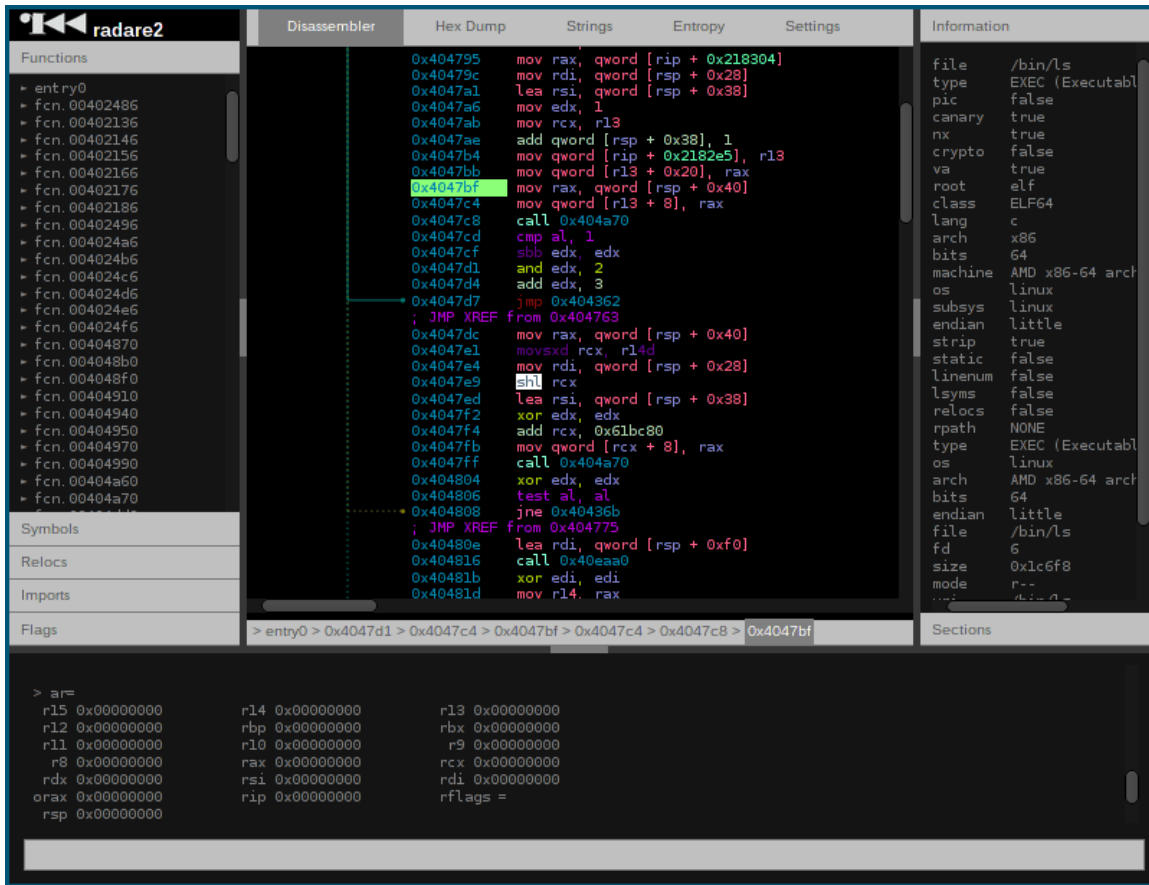 radare2
Functions
entry0
fcn.00402486
fcn.00402136
fcn.00402146
fcn.00402156
fcn.00402166
fcn.00402176
fcn.00402186
fcn.00402496
fcn.004024a6
fcn.004024b6
fcn.004024c6
fcn.004024d6
fcn.004024e6
fcn.004024f6
fcn.00404870
fcn.004048b0
fcn.004048f0
fcn.00404910
fcn.00404940
fcn.00404950
fcn.00404970
fcn.00404990
fcn.00404a60
fcn.00404a70
Symbols
Relocs
Imports
Flags
Disassembler Hex Dump Strings Entropy Settings
0x404795 mov rax, qword [rip + 0x218304]
0x40479c mov rdi, qword [rsp + 0x28]
0x4047a1 lea rsi, qword [rsp + 0x38]
0x4047a6 mov edx, 1
0x4047ab mov rcx, r13
0x4047ae add qword [rsp + 0x38], 1
0x4047b4 mov qword [rip + 0x2182e5], r13
0x4047bb mov qword [r13 + 0x20], rax
0x4047bf mov rax, qword [rsp + 0x40]
0x4047c4 mov qword [r13 + 8], rax
0x4047c8 call 0x404a70
0x4047cd cmp al, 1
0x4047cf sbb edx, edx
0x4047d1 and edx, 2
0x4047d4 add edx, 3
0x4047d7 jmp 0x404362
; JMP XREF from 0x404763
0x4047dc mov rax, qword [rsp + 0x40]
0x4047e1 movsxd rcx, r14d
0x4047e4 mov rdi, qword [rsp + 0x28]
0x4047e9 shl rcx
0x4047ed lea rsi, qword [rsp + 0x38]
0x4047f2 xor edx, edx
0x4047f4 add rcx, 0x61bc80
0x4047fb mov qword [rcx + 8], rax
0x4047ff call 0x404a70
0x404804 xor edx, edx
0x404806 test al, al
0x404808 jne 0x40436b
; JMP XREF from 0x404775
0x40480e lea rdi, qword [rsp + 0xf0]
0x404816 call 0x40eaa0
0x40481b xor edi, edi
0x40481d mov r14, rax
> entry0 > 0x4047d1 > 0x4047c4 > 0x4047bf > 0x4047c4 > 0x4047c8 > 0x4047bf
Information
file /bin/ls
type EXEC (Executabl
pic false
canary true
nx true
crypto false
va true
root elf
class ELF64
lang c
arch x86
bits 64
machine AMD x86-64 arch
os linux
subsys linux
endian little
strip true
static false
linenum false
lsyms false
relocs false
rpath NONE
type EXEC (Executabl
os linux
arch AMD x86-64 arch
bits 64
endian little
file /bin/ls
fd 6
size 0x1c6f8
mode r--
Sections
> ar=
r15 0x00000000 r14 0x00000000 r13 0x00000000
r12 0x00000000 rbp 0x00000000 rbx 0x00000000
r11 0x00000000 r10 0x00000000 r9 0x00000000
r8 0x00000000 rax 0x00000000 rcx 0x00000000
rdx 0x00000000 rsi 0x00000000 rdi 0x00000000
orax 0x00000000 rip 0x00000000 rflags =
rsp 0x00000000